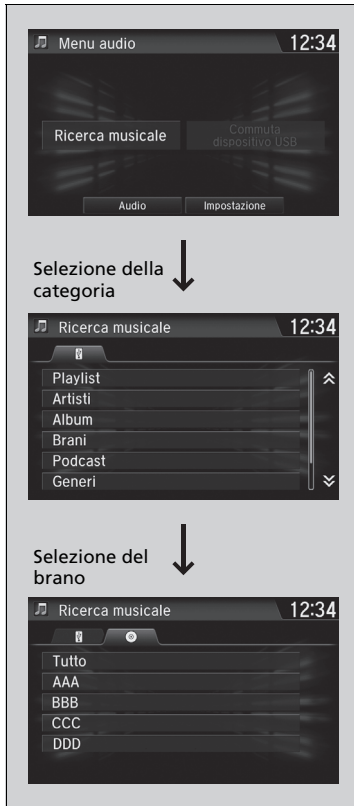 Menu audio 12:34
Ricerca musicale
Commuta
dispositivo USB
Audio Impostazione
Selezione della
categoria
Ricerca musicale 12:34
Playlist
Artisti
Album
Brani
Podcast
Generi
Selezione del
brano
Ricerca musicale 12:34
Tutto
AAA
BBB
CCC
DDD